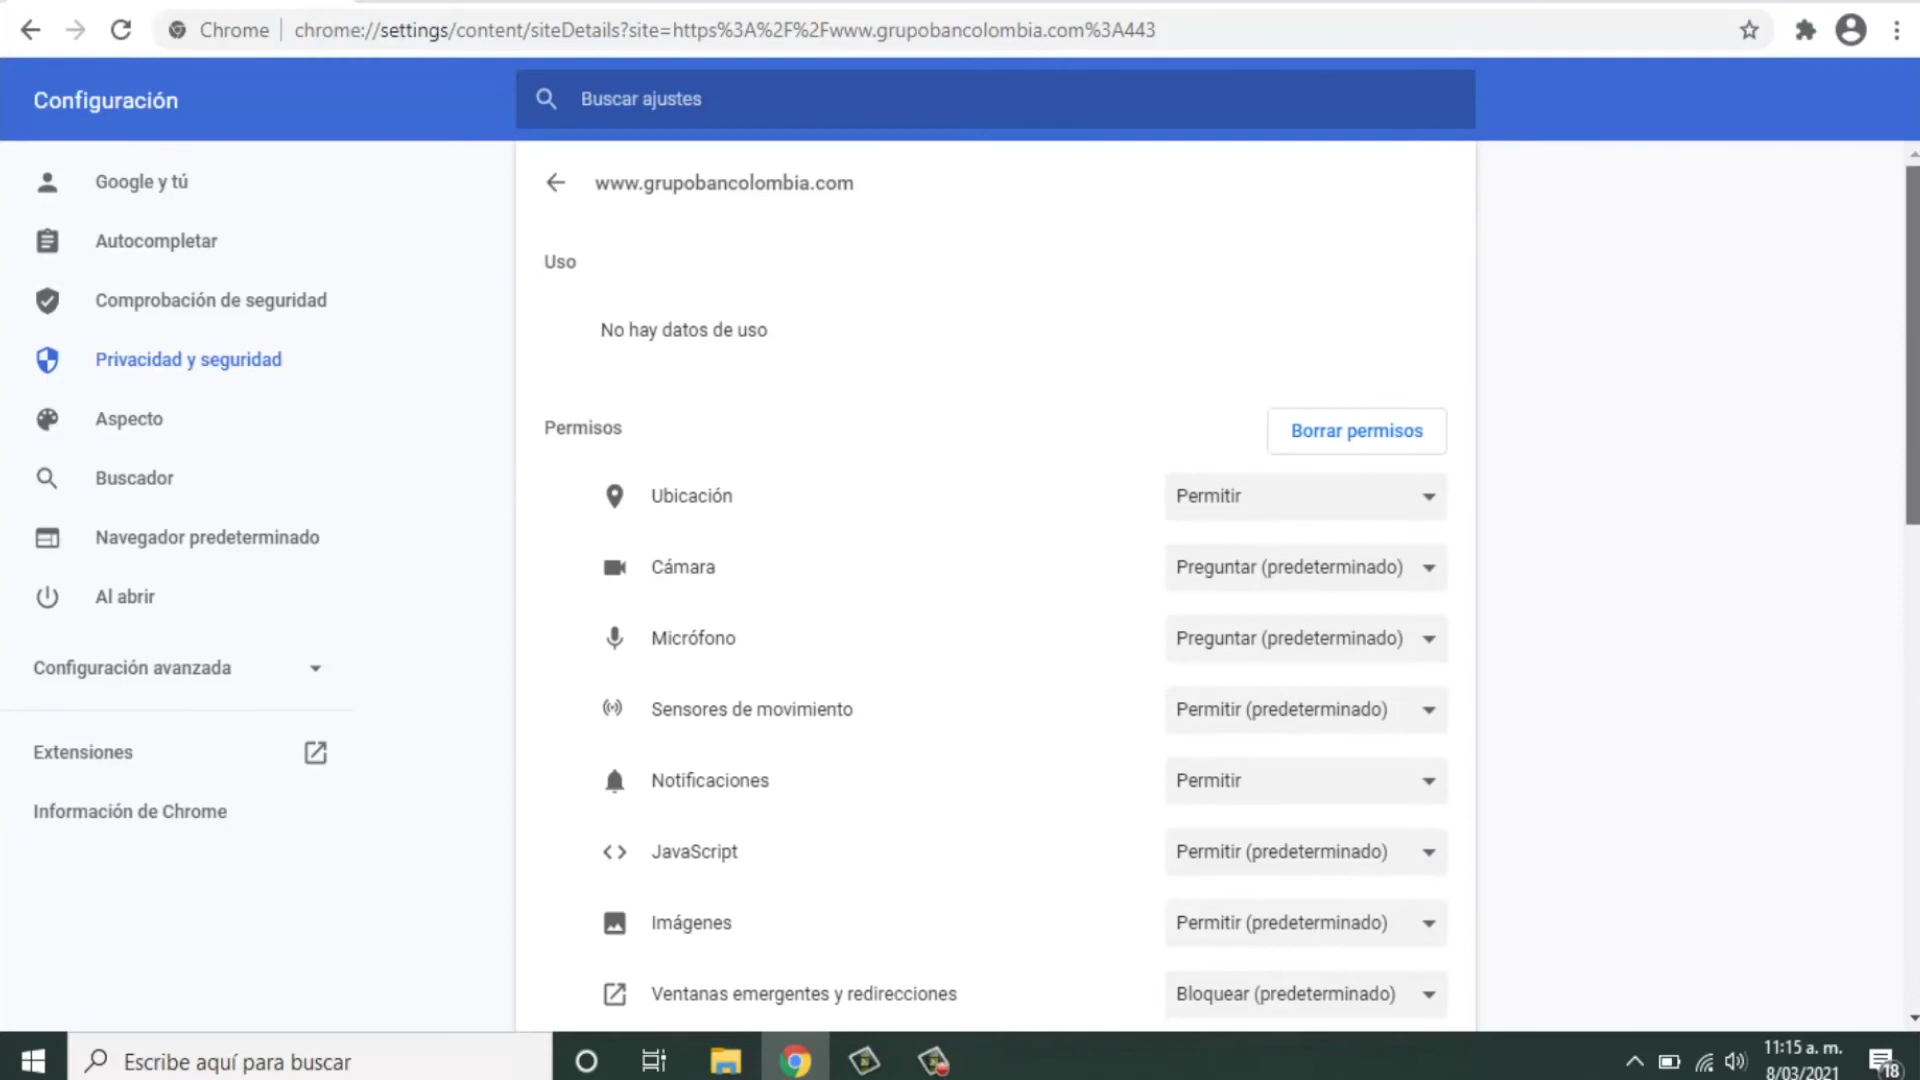 Chrome
chrome://settings/content/siteDetails?site=https%3A%2F%2Fwww.grupobancolombia.com%3A443
Configuración
Buscar ajustes
Google y tú
Autocompletar
Comprobación de seguridad
Privacidad y seguridad
Aspecto
Buscador
Navegador predeterminado
Al abrir
Configuración avanzada
Extensiones
Información de Chrome
www.grupobancolombia.com
Uso
No hay datos de uso
Permisos
Borrar permisos
Ubicación
Permitir
Cámara
Preguntar (predeterminado)
Micrófono
Preguntar (predeterminado)
Sensores de movimiento
Permitir (predeterminado)
Notificaciones
Permitir
JavaScript
Permitir (predeterminado)
Imágenes
Permitir (predeterminado)
Ventanas emergentes y redirecciones
Bloquear (predeterminado)
Escribe aquí para buscar
11:15 a. m.
8/03/2021
18